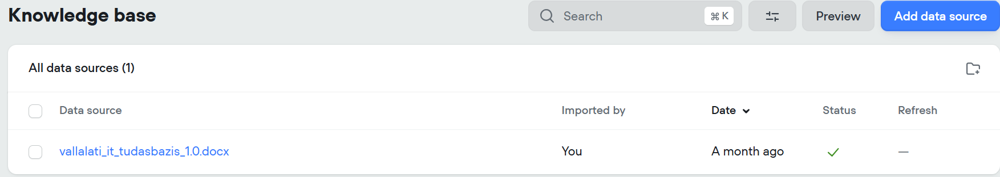 Knowledge base
Search ⌘ K
Preview
Add data source
All data sources (1)
Data source Imported by Date Status Refresh
vallalati_it_tudasbazis_1.0.docx You A month ago —